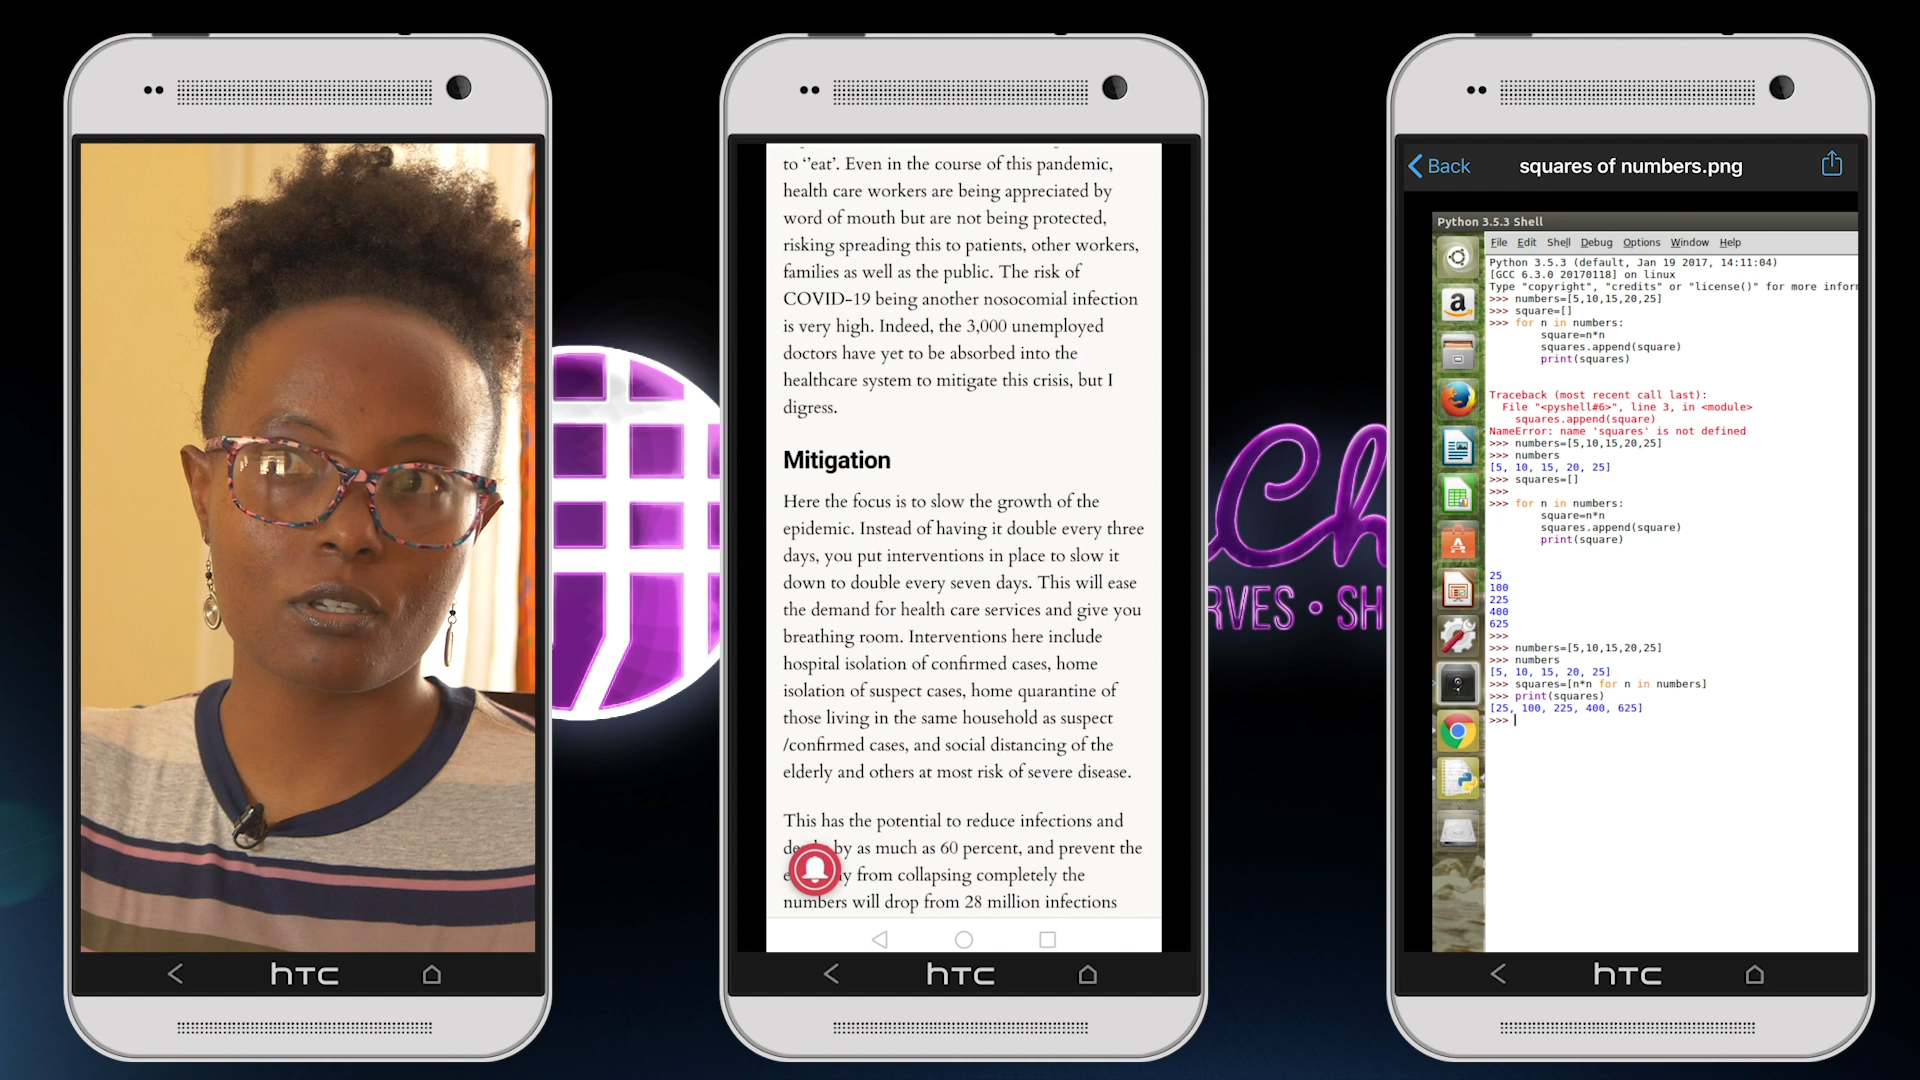 htc
to ‘’eat’. Even in the course of this pandemic,
health care workers are being appreciated by
word of mouth but are not being protected,
risking spreading this to patients, other workers,
families as well as the public. The risk of
COVID-19 being another nosocomial infection
is very high. Indeed, the 3,000 unemployed
doctors have yet to be absorbed into the
healthcare system to mitigate this crisis, but I
digress.
Mitigation
Here the focus is to slow the growth of the
epidemic. Instead of having it double every three
days, you put interventions in place to slow it
down to double every seven days. This will ease
the demand for health care services and give you
breathing room. Interventions here include
hospital isolation of confirmed cases, home
isolation of suspect cases, home quarantine of
those living in the same household as suspect
/confirmed cases, and social distancing of the
elderly and others at most risk of severe disease.
This has the potential to reduce infections and
by as much as 60 percent, and prevent the
from collapsing completely the
numbers will drop from 28 million infections
htc
Ch
RVES • SH
Back
squares of numbers.png
Python 3.5.3 Shell
File Edit Shell Debug Options Window Help
Python 3.5.3 (default, Jan 19 2017, 14:11:04)
[GCC 6.3.0 20170118] on linux
Type "copyright", "credits" or "license()" for more inform
>>> numbers=[5,10,15,20,25]
>>> square=[]
>>> for n in numbers:
square=n*n
squares.append(square)
print(squares)
Traceback (most recent call last):
File "<pyshell#6>", line 3, in <module>
squares.append(square)
NameError: name 'squares' is not defined
>>> numbers=[5,10,15,20,25]
>>> numbers
[5, 10, 15, 20, 25]
>>> squares=[]
>>>
>>> for n in numbers:
square=n*n
squares.append(square)
print(square)
25
100
225
400
625
>>>
>>> numbers=[5,10,15,20,25]
>>> numbers
[5, 10, 15, 20, 25]
>>> squares=[n*n for n in numbers]
>>> print(squares)
[25, 100, 225, 400, 625]
>>>
htc